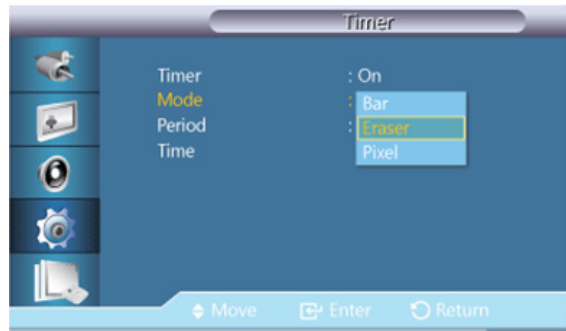 Timer
Timer : On
Mode : Bar
Period : Eraser
Time Pixel
Move Enter Return